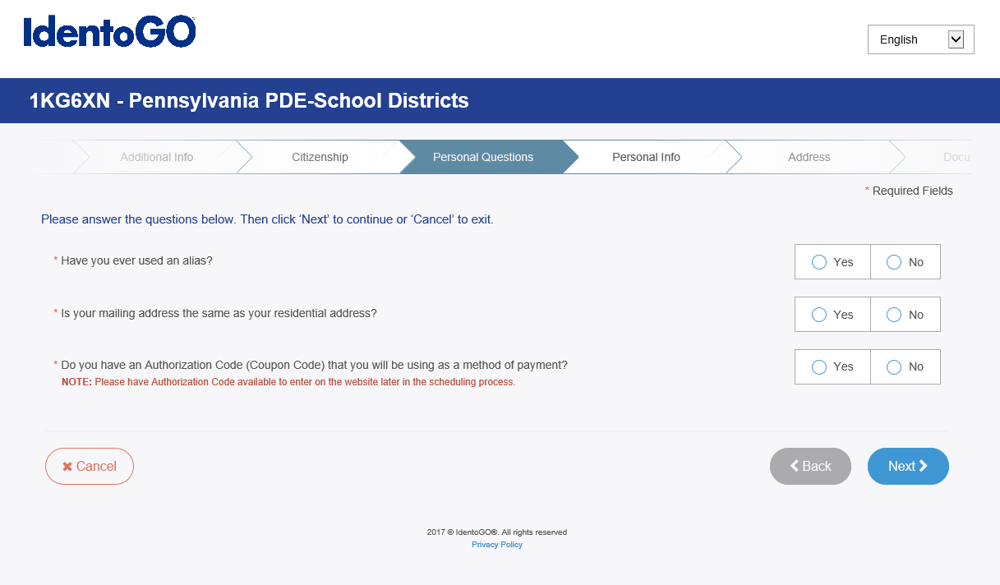 IdentoGO
English
1KG6XN - Pennsylvania PDE-School Districts
Additional Info
Citizenship
Personal Questions
Personal Info
Address
Docu
* Required Fields
Please answer the questions below. Then click ‘Next’ to continue or ‘Cancel’ to exit.
* Have you ever used an alias?
Yes
No
* Is your mailing address the same as your residential address?
Yes
No
* Do you have an Authorization Code (Coupon Code) that you will be using as a method of payment?
NOTE: Please have Authorization Code available to enter on the website later in the scheduling process.
Yes
No
Cancel
Back
Next
2017 © IdentoGO®. All rights reserved
Privacy Policy